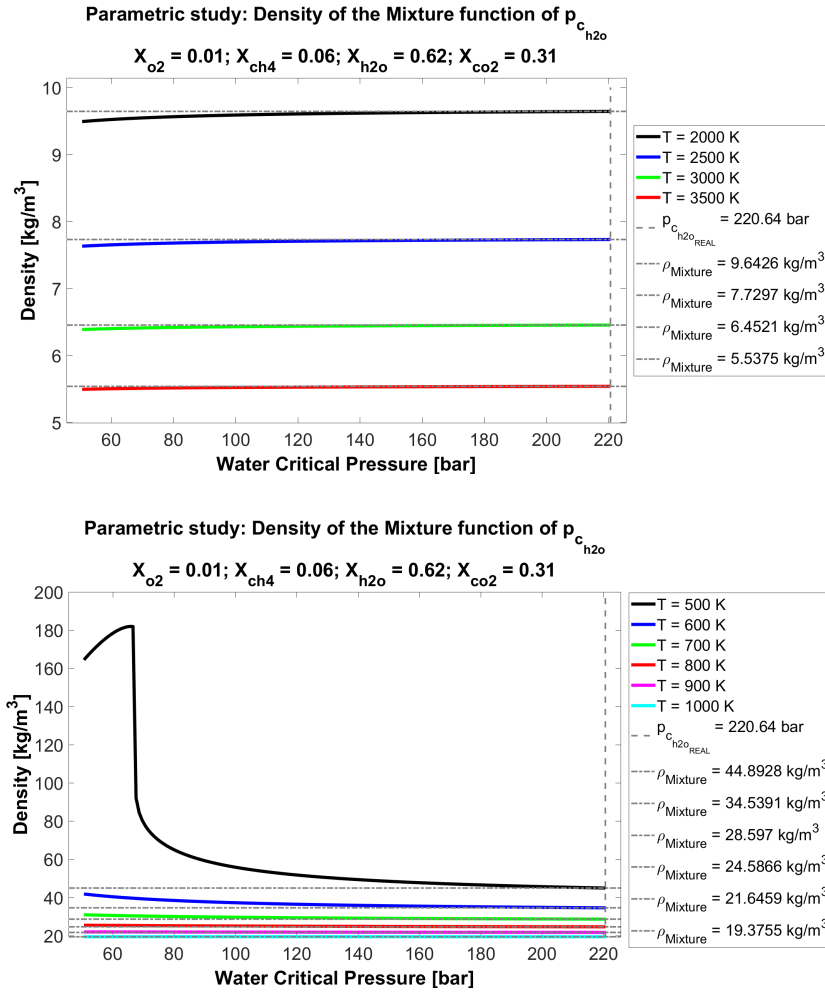 Parametric study: Density of the Mixture function of p_c_h2o
X_o2 = 0.01; X_ch4 = 0.06; X_h2o = 0.62; X_co2 = 0.31
10
9
8
7
6
5
Density [kg/m^3]
60 80 100 120 140 160 180 200 220
Water Critical Pressure [bar]
T = 2000 K
T = 2500 K
T = 3000 K
T = 3500 K
p_c_h2o_REAL = 220.64 bar
ρ_Mixture = 9.6426 kg/m^3
ρ_Mixture = 7.7297 kg/m^3
ρ_Mixture = 6.4521 kg/m^3
ρ_Mixture = 5.5375 kg/m^3
Parametric study: Density of the Mixture function of p_c_h2o
X_o2 = 0.01; X_ch4 = 0.06; X_h2o = 0.62; X_co2 = 0.31
200
180
160
140
120
100
80
60
40
20
Density [kg/m^3]
60 80 100 120 140 160 180 200 220
Water Critical Pressure [bar]
T = 500 K
T = 600 K
T = 700 K
T = 800 K
T = 900 K
T = 1000 K
p_c_h2o_REAL = 220.64 bar
ρ_Mixture = 44.8928 kg/m^3
ρ_Mixture = 34.5391 kg/m^3
ρ_Mixture = 28.597 kg/m^3
ρ_Mixture = 24.5866 kg/m^3
ρ_Mixture = 21.6459 kg/m^3
ρ_Mixture = 19.3755 kg/m^3